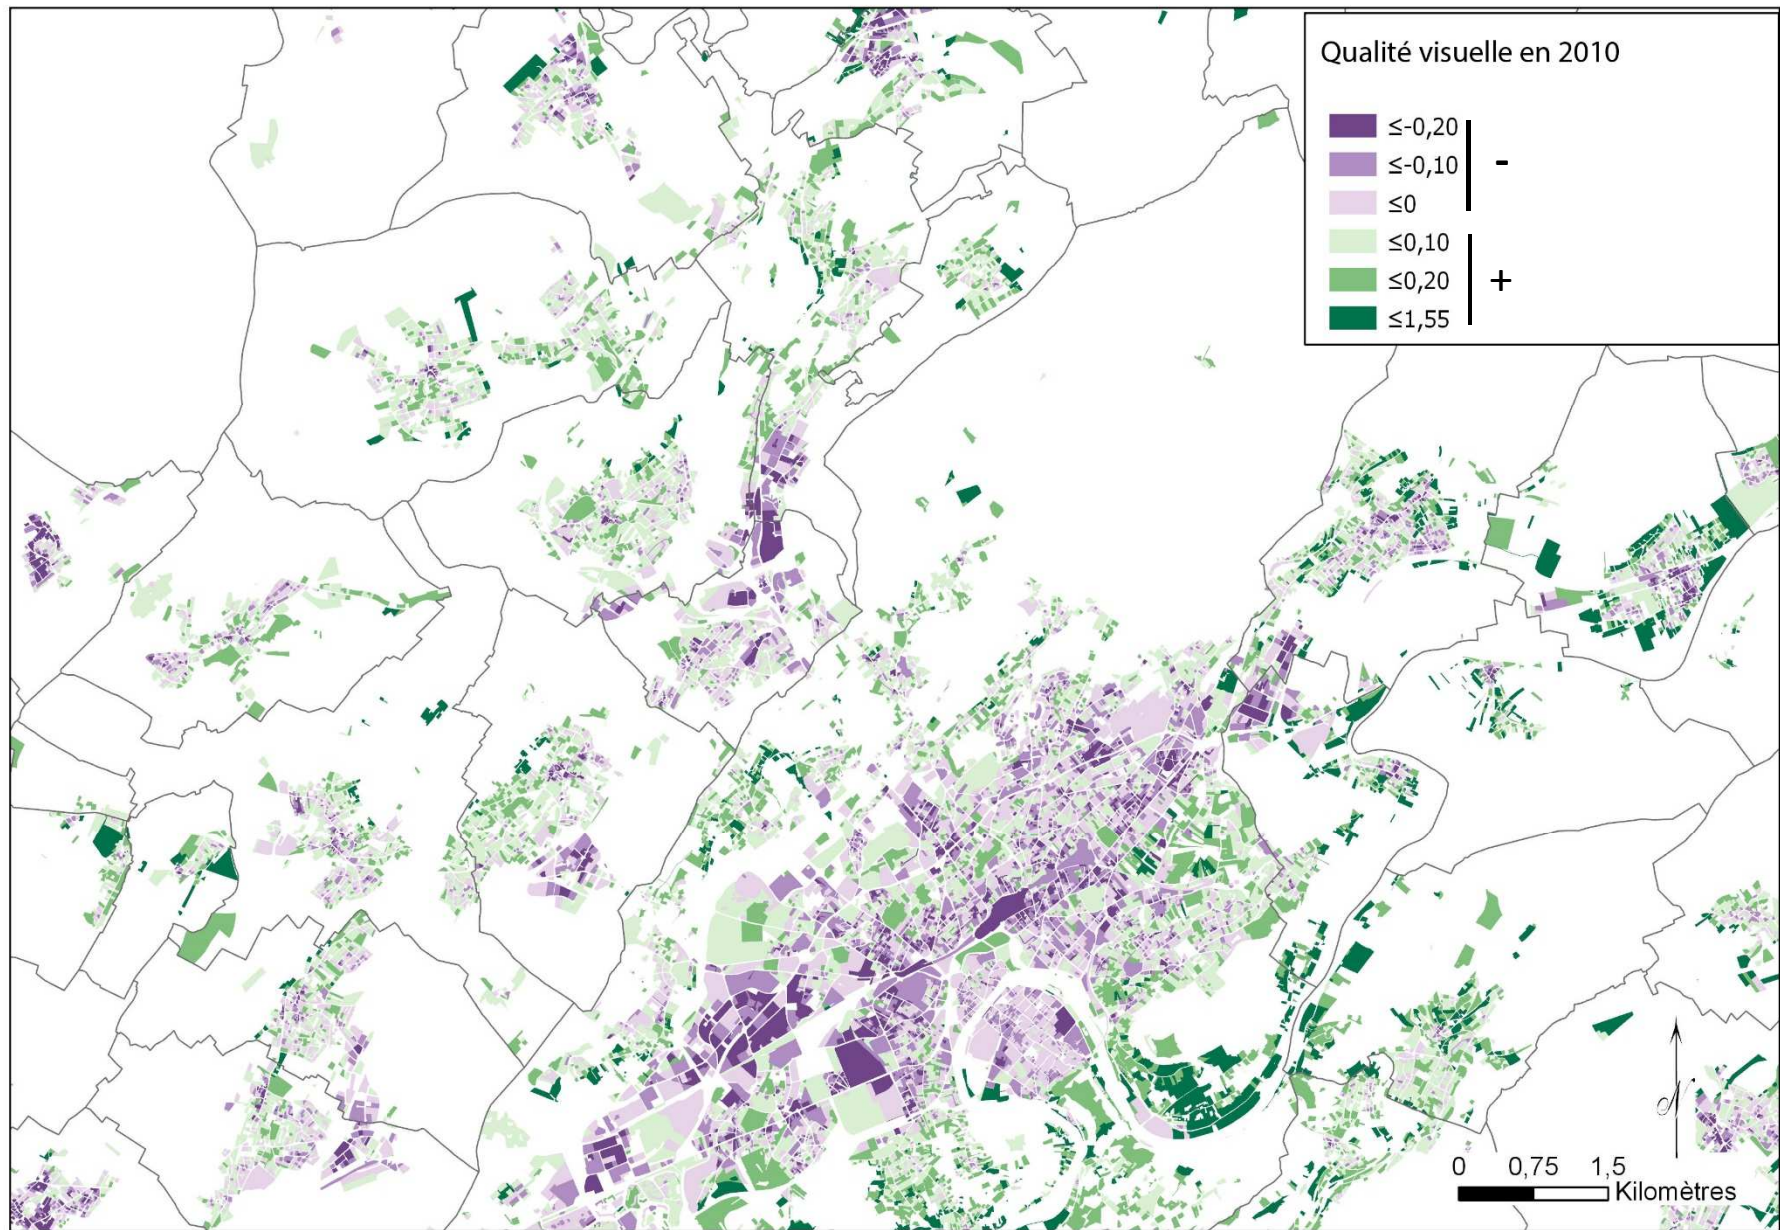 Qualité visuelle en 2010
≤-0,20
≤-0,10
-
≤0
≤0,10
≤0,20
+
≤1,55
0 0,75 1,5
Kilomètres